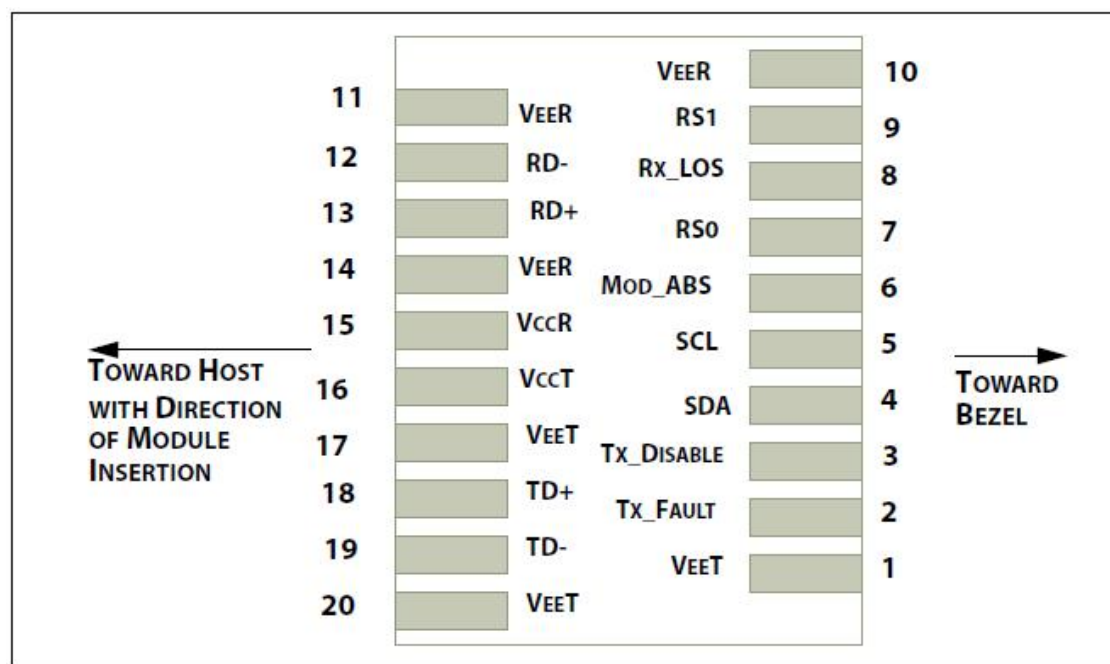 11 VEER
12 RD-
13 RD+
14 VEER
15 VCCR
16 VCCT
17 VEET
18 TD+
19 TD-
20 VEET
VEER 10
RS1 9
RX_LOS 8
RS0 7
MOD_ABS 6
SCL 5
SDA 4
TX_DISABLE 3
TX_FAULT 2
VEET 1
TOWARD HOST
WITH DIRECTION
OF MODULE
INSERTION
TOWARD
BEZEL